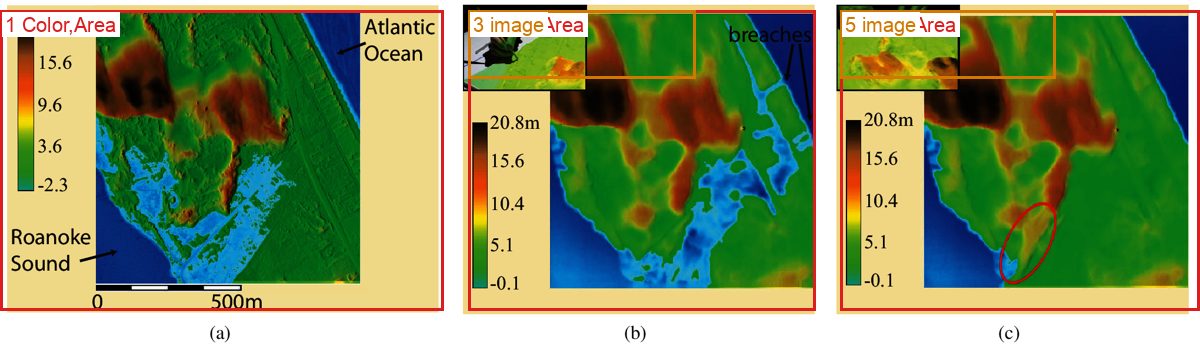 1 Color,Area
15.6
9.6
3.6
-2.3
Atlantic
Ocean
Roanoke
Sound
0
500m
(a)
3 image
Area
breaches
20.8m
15.6
10.4
5.1
-0.1
(b)
5 image
Area
20.8m
15.6
10.4
5.1
-0.1
(c)